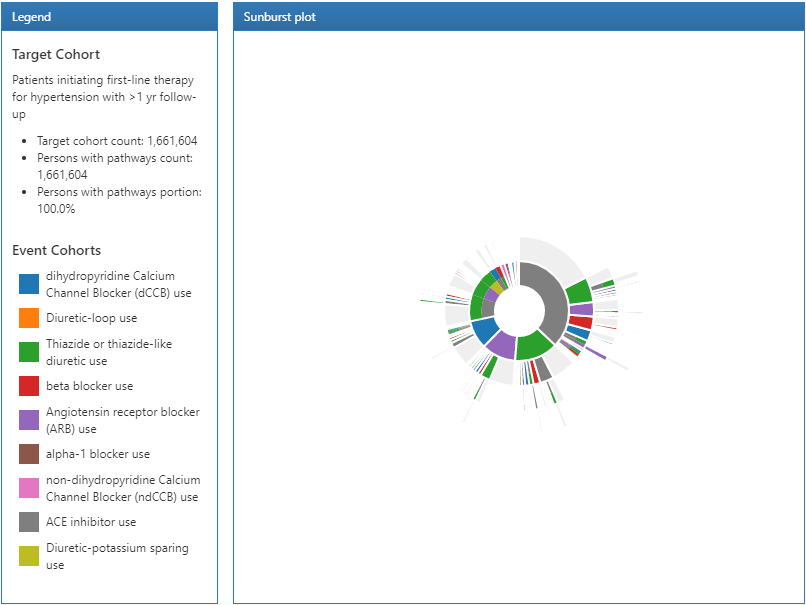 Legend
Target Cohort
Patients initiating first-line therapy
for hypertension with >1 yr follow-
up
Target cohort count: 1,661,604
Persons with pathways count:
1,661,604
Persons with pathways portion:
100.0%
Event Cohorts
dihydropyridine Calcium
Channel Blocker (dCCB) use
Diuretic-loop use
Thiazide or thiazide-like
diuretic use
beta blocker use
Angiotensin receptor blocker
(ARB) use
alpha-1 blocker use
non-dihydropyridine Calcium
Channel Blocker (ndCCB) use
ACE inhibitor use
Diuretic-potassium sparing
use
Sunburst plot